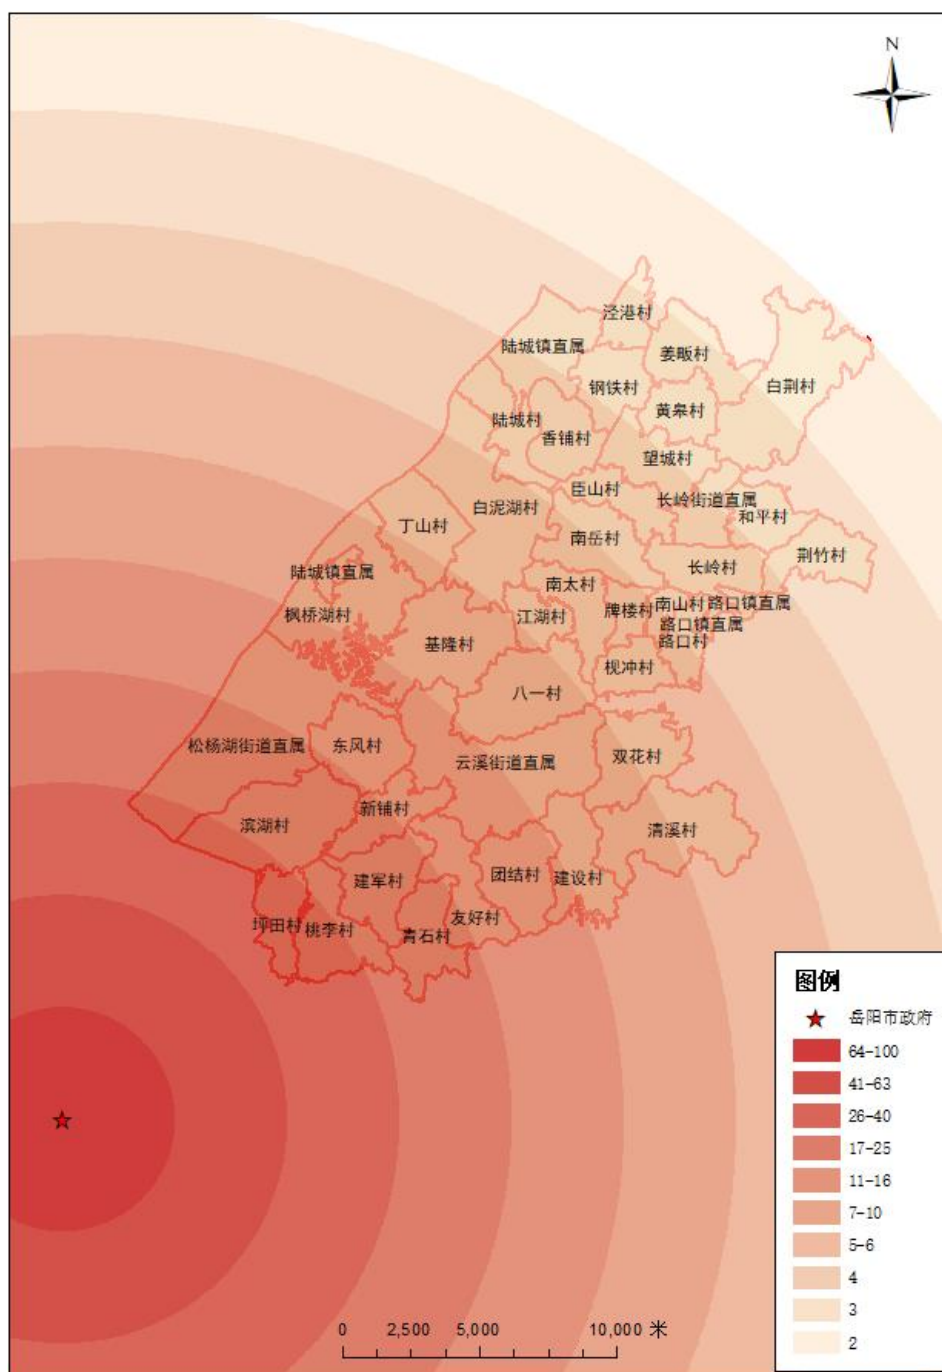 N
泾港村
陆城镇直属
姜畈村
钢铁村
白荆村
黄皋村
陆城村
香铺村
望城村
臣山村
长岭街道直属
白泥湖村
和平村
丁山村
南岳村
荆竹村
长岭村
陆城镇直属
南太村
牌楼村
南山村
路口镇直属
枫桥湖村
江湖村
路口镇直属
基隆村
路口村
枧冲村
八一村
松杨湖街道直属
东风村
云溪街道直属
双花村
新铺村
滨湖村
清溪村
建军村
团结村
建设村
坪田村
桃李村
友好村
青石村
图例
岳阳市政府
64-100
41-63
26-40
17-25
11-16
7-10
5-6
4
3
2
0 2,500 5,000 10,000 米